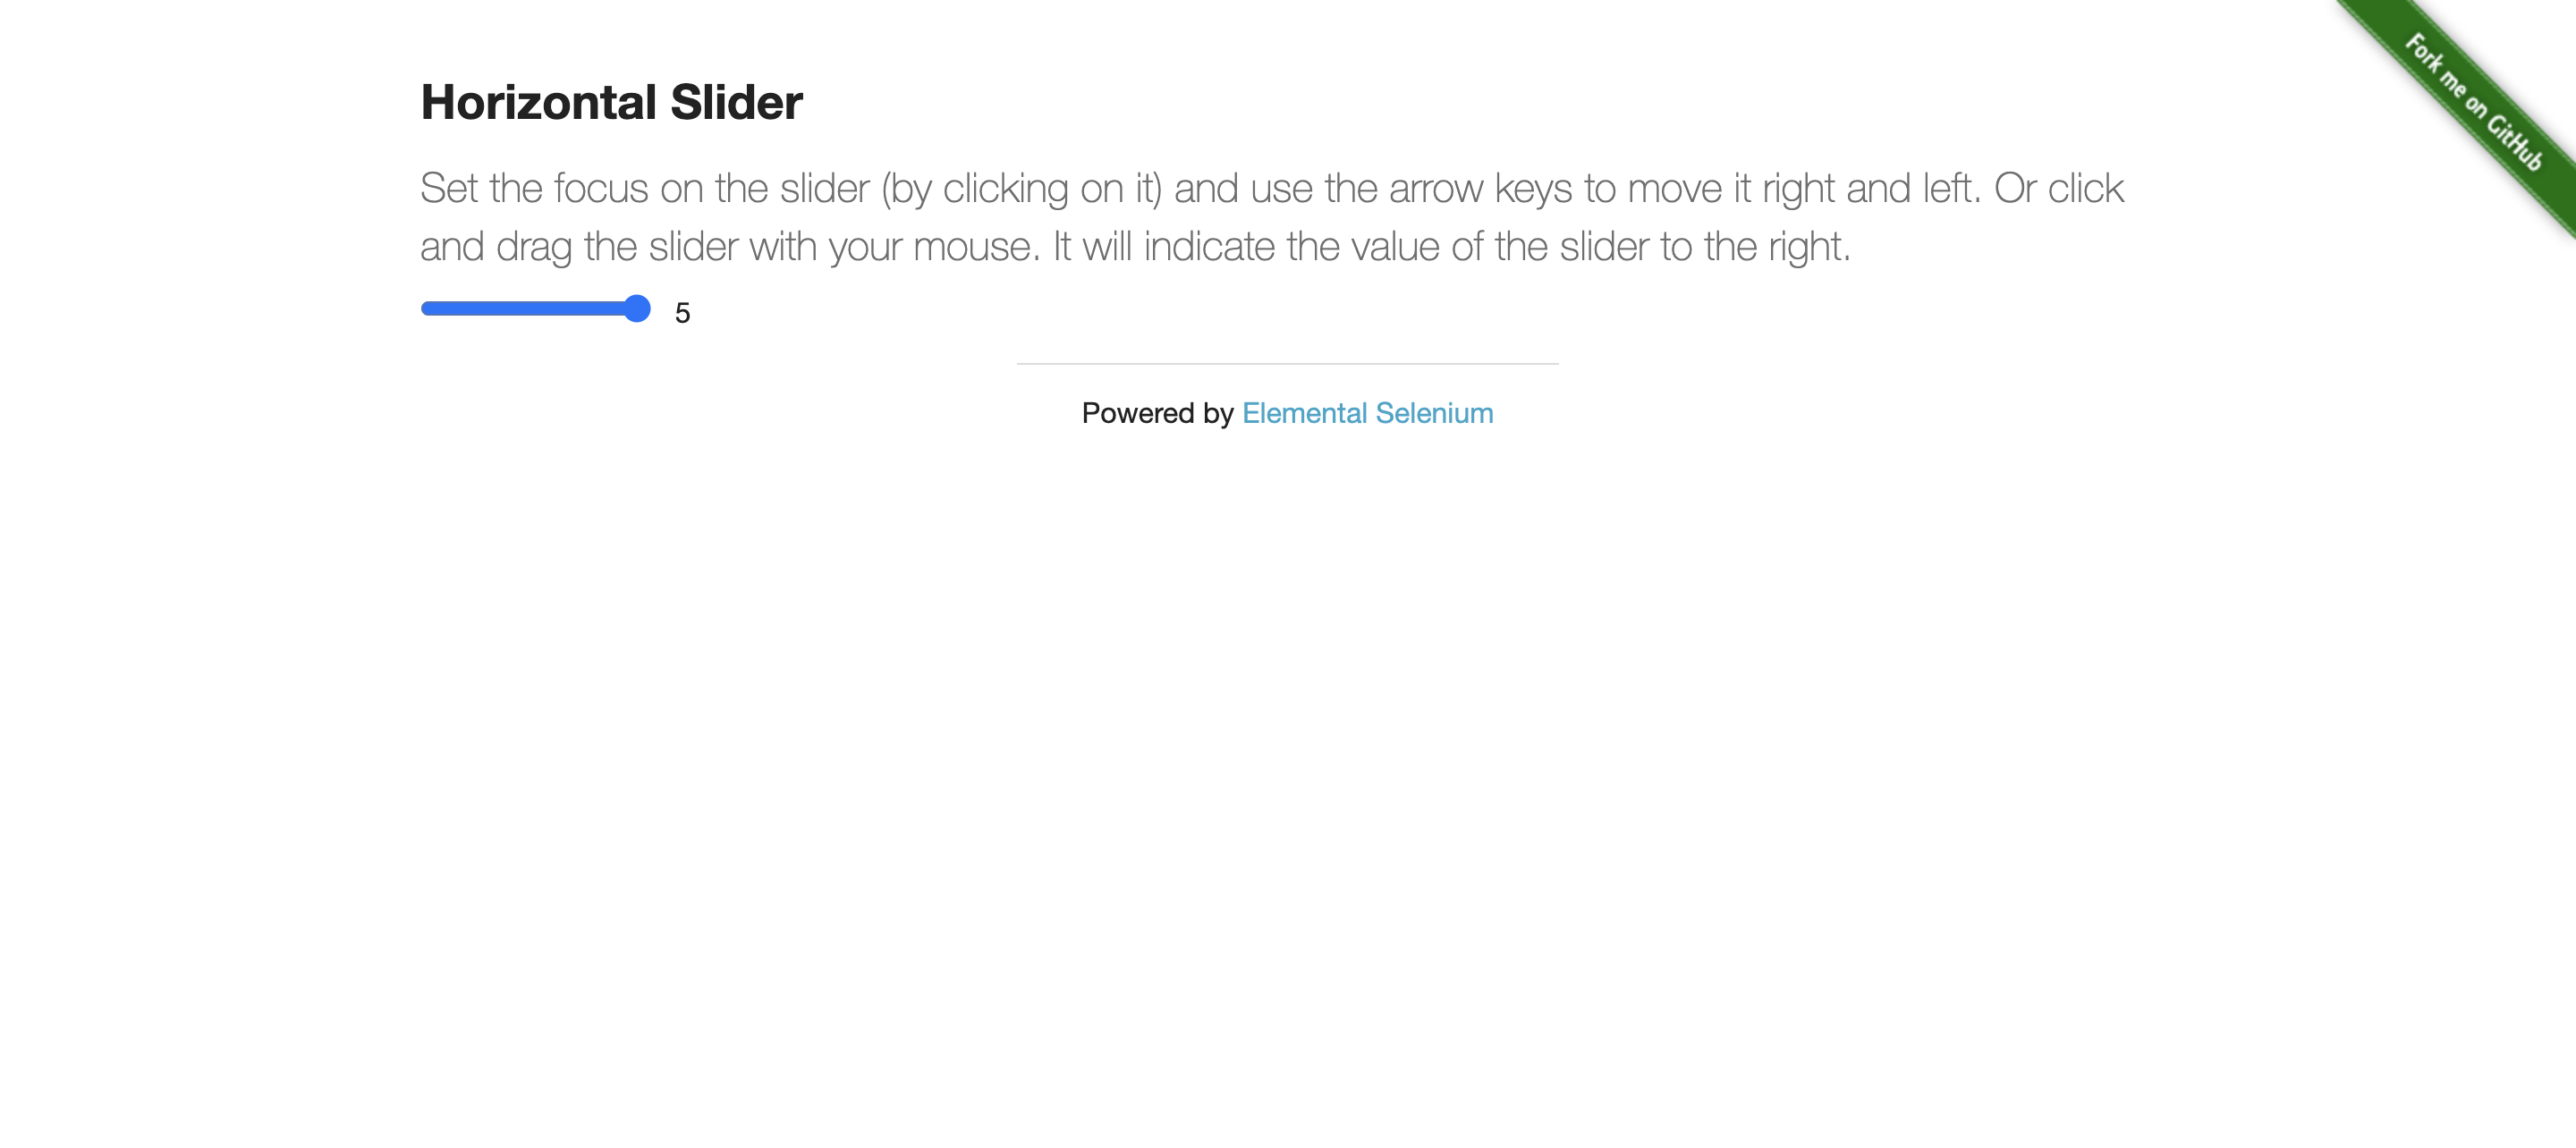 Fork me on GitHub
Horizontal Slider
Set the focus on the slider (by clicking on it) and use the arrow keys to move it right and left. Or click
and drag the slider with your mouse. It will indicate the value of the slider to the right.
5
Powered by Elemental Selenium